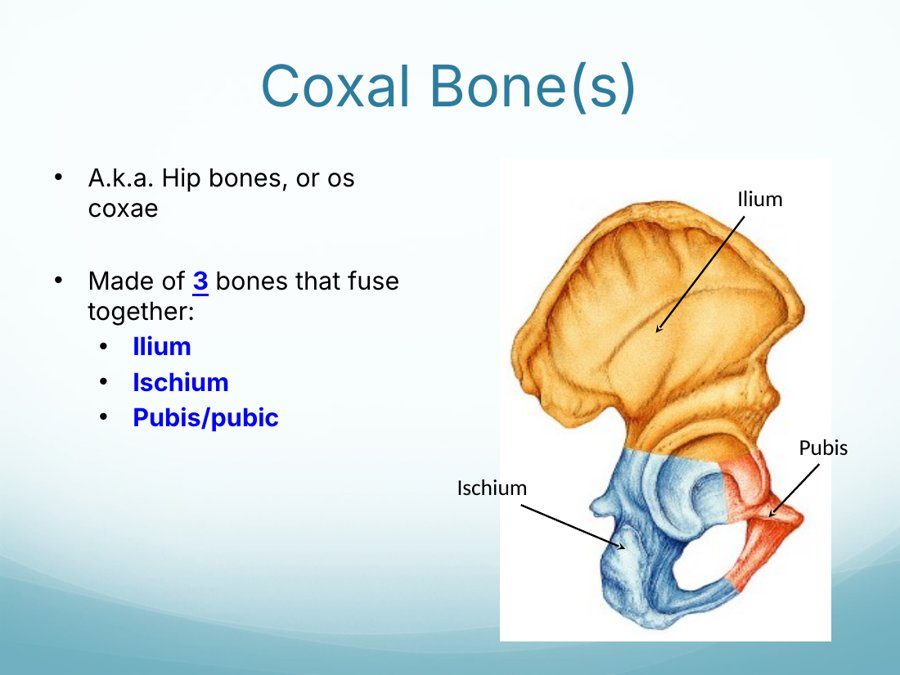 Coxal Bone(s)
• A.k.a. Hip bones, or os
coxae
• Made of 3 bones that fuse
together:
• Ilium
• Ischium
• Pubis/pubic
Ilium
Pubis
Ischium